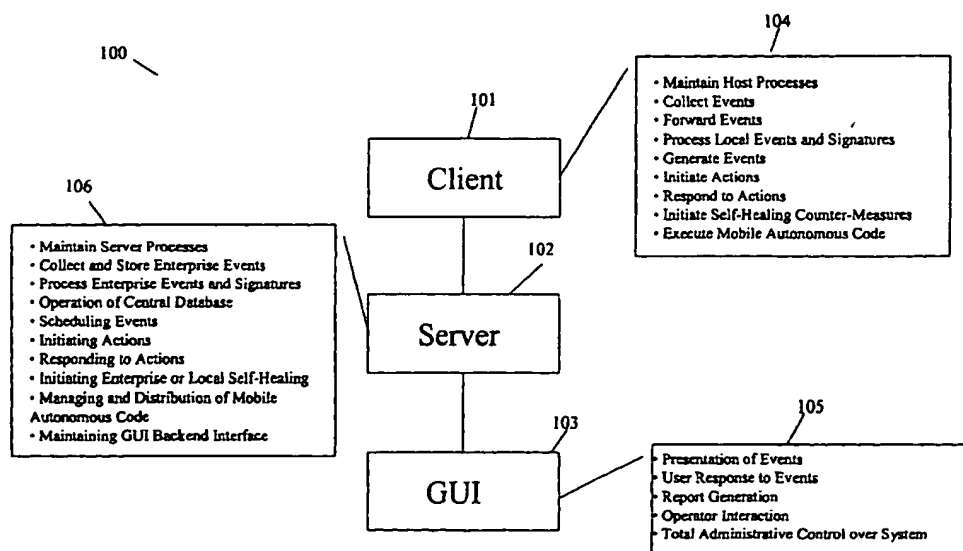 100
104
• Maintain Host Processes
• Collect Events
• Forward Events
• Process Local Events and Signatures
• Generate Events
• Initiate Actions
• Respond to Actions
• Initiate Self-Healing Counter-Measures
• Execute Mobile Autonomous Code
101
Client
106
• Maintain Server Processes
• Collect and Store Enterprise Events
• Process Enterprise Events and Signatures
• Operation of Central Database
• Scheduling Events
• Initiating Actions
• Responding to Actions
• Initiating Enterprise or Local Self-Healing
• Managing and Distribution of Mobile
Autonomous Code
• Maintaining GUI Backend Interface
102
Server
103
GUI
105
• Presentation of Events
• User Response to Events
• Report Generation
• Operator Interaction
• Total Administrative Control over System